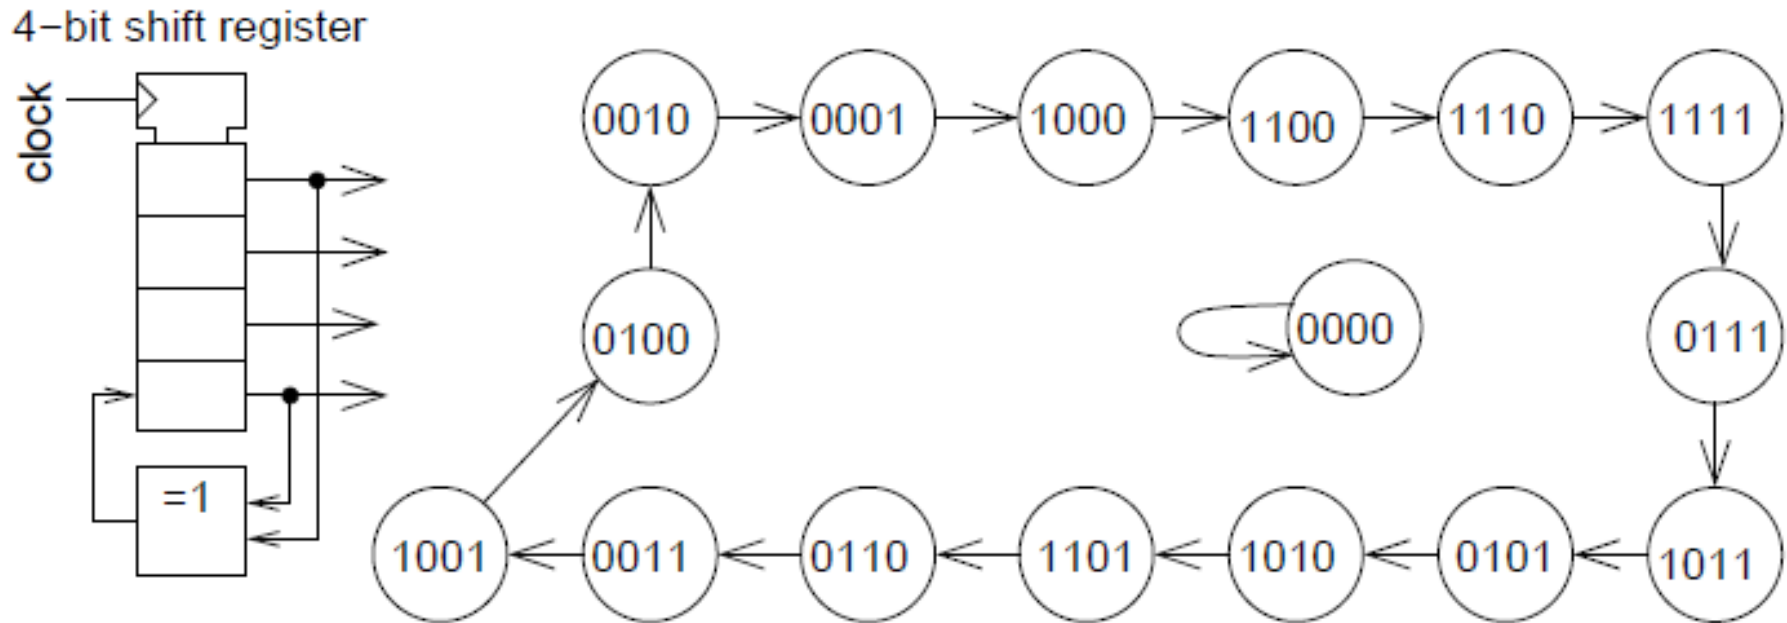 4−bit shift register
clock
=1
0010 0001 1000 1100 1110 1111
0100 0000 0111
1001 0011 0110 1101 1010 0101 1011